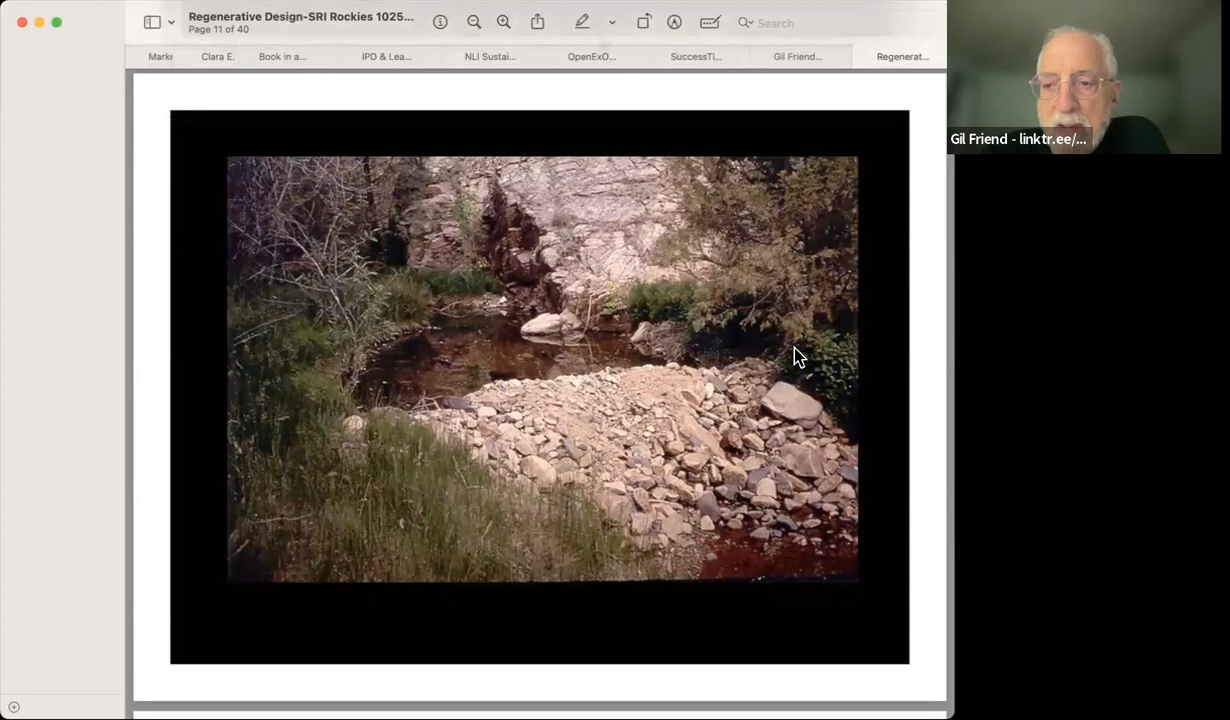 Regenerative Design-SRI Rockies 1025...
Page 11 of 40
Search
Clara E.
Book in a...
IPD & Lea...
NLI Sustai...
OpenExO...
SuccessTi...
Gil Friend...
Regenerat...
Gil Friend - linktr.ee/...